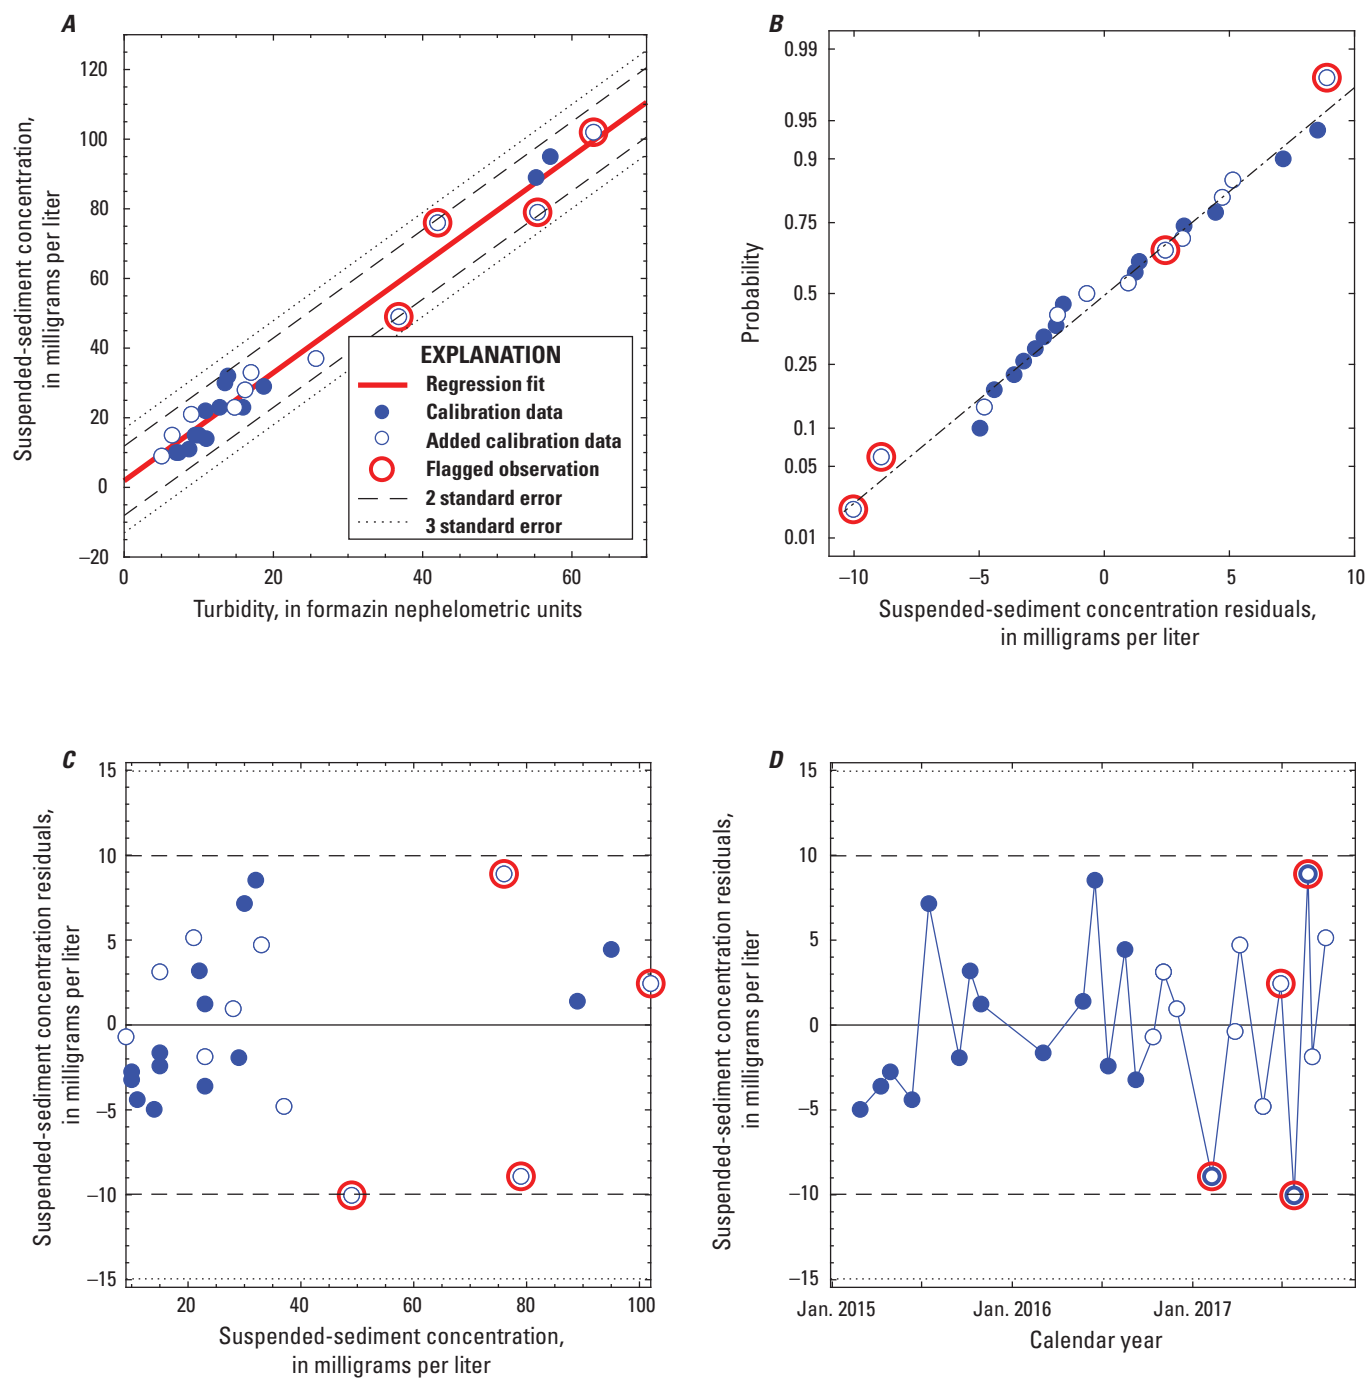 A
Suspended-sediment concentration,
in milligrams per liter
120
100
80
60
40
20
0
–20
0 20 40 60
Turbidity, in formazin nephelometric units
EXPLANATION
Regression fit
Calibration data
Added calibration data
Flagged observation
2 standard error
3 standard error
B
Probability
0.99
0.95
0.9
0.75
0.5
0.25
0.1
0.05
0.01
–10 –5 0 5 10
Suspended-sediment concentration residuals,
in milligrams per liter
C
Suspended-sediment concentration residuals,
in milligrams per liter
15
10
5
0
–5
–10
–15
20 40 60 80 100
Suspended-sediment concentration,
in milligrams per liter
D
Suspended-sediment concentration residuals,
in milligrams per liter
15
10
5
0
–5
–10
–15
Jan. 2015 Jan. 2016 Jan. 2017
Calendar year